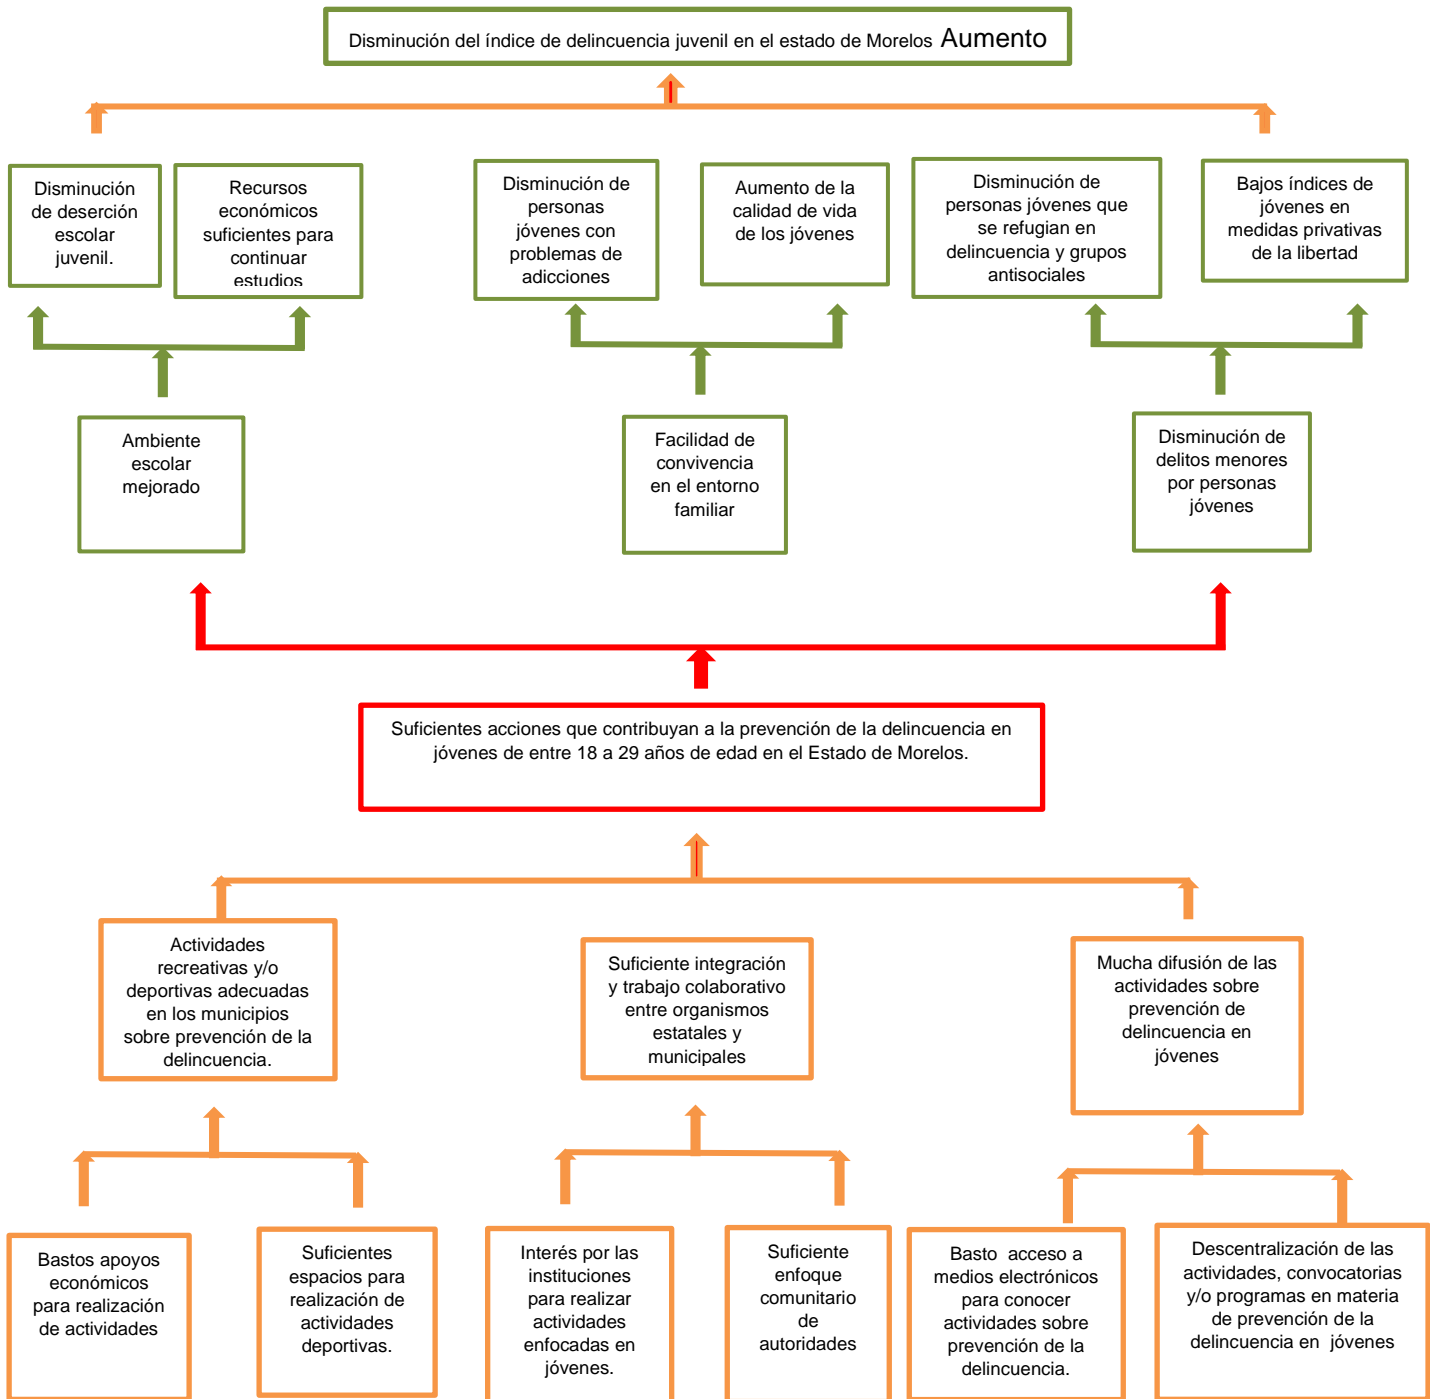 Disminución del índice de delincuencia juvenil en el estado de Morelos Aumento
Disminución
de deserción
escolar
juvenil.
Recursos
económicos
suficientes para
continuar
estudios
Disminución de
personas
jóvenes con
problemas de
adicciones
Aumento de la
calidad de vida
de los jóvenes
Disminución de
personas jóvenes que
se refugian en
delincuencia y grupos
antisociales
Bajos índices de
jóvenes en
medidas privativas
de la libertad
Ambiente
escolar
mejorado
Facilidad de
convivencia
en el entorno
familiar
Disminución de
delitos menores
por personas
jóvenes
Suficientes acciones que contribuyan a la prevención de la delincuencia en
jóvenes de entre 18 a 29 años de edad en el Estado de Morelos.
Actividades
recreativas y/o
deportivas adecuadas
en los municipios
sobre prevención de la
delincuencia.
Suficiente integración
y trabajo colaborativo
entre organismos
estatales y
municipales
Mucha difusión de las
actividades sobre
prevención de
delincuencia en
jóvenes
Bastos apoyos
económicos
para realización
de actividades
Suficientes
espacios para
realización de
actividades
deportivas.
Interés por las
instituciones
para realizar
actividades
enfocadas en
jóvenes.
Suficiente
enfoque
comunitario
de
autoridades
Basto  acceso a
medios electrónicos
para conocer
actividades sobre
prevención de la
delincuencia.
Descentralización de las
actividades, convocatorias
y/o programas en materia
de prevención de la
delincuencia en  jóvenes